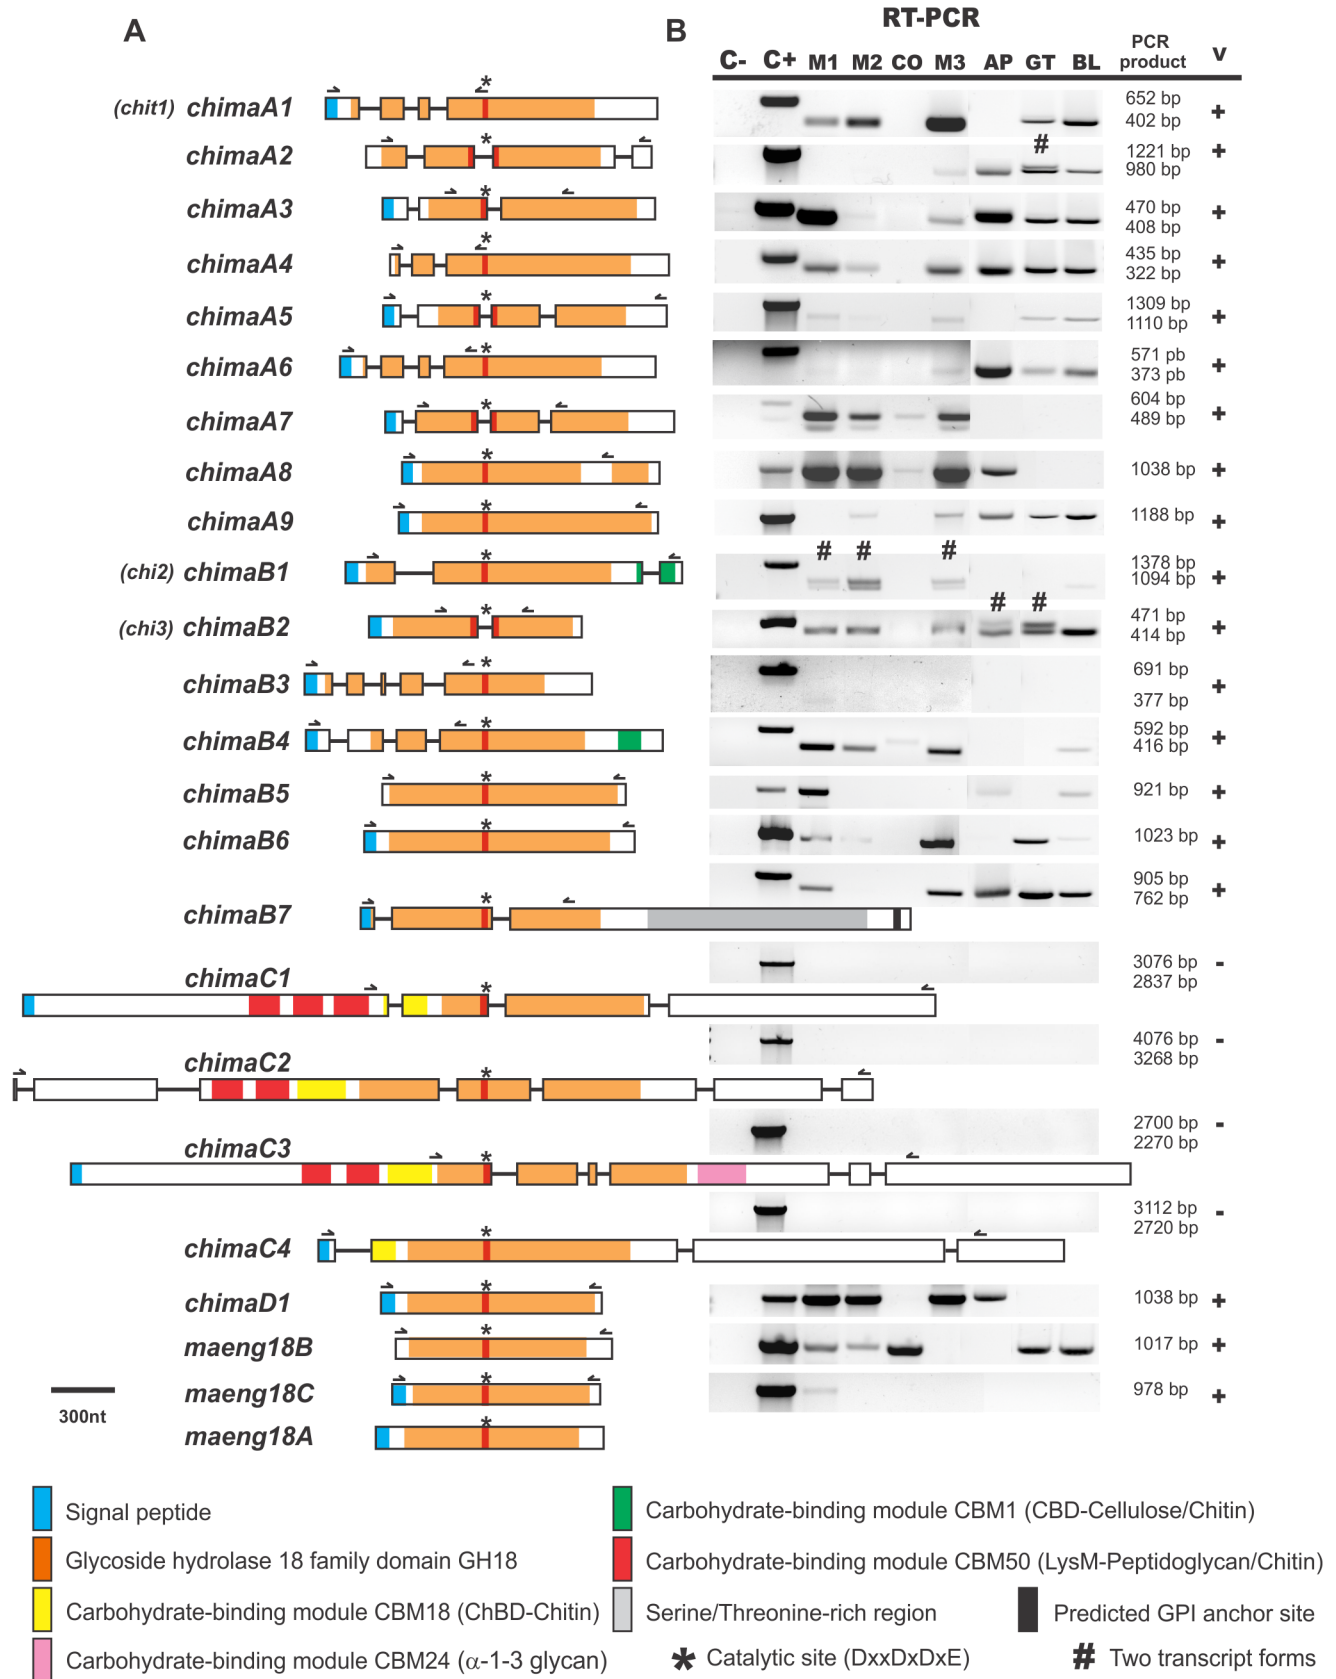 A
B
RT-PCR
C- C+ M1 M2 CO M3 AP GT BL
PCR
product
v
(chit1) chimaA1
*
652 bp
402 bp
+
chimaA2
*
#
1221 bp
980 bp
+
chimaA3
*
470 bp
408 bp
+
chimaA4
*
435 bp
322 bp
+
chimaA5
*
1309 bp
1110 bp
+
chimaA6
*
571 pb
373 pb
+
chimaA7
*
604 bp
489 bp
+
chimaA8
*
1038 bp
+
chimaA9
*
1188 bp
+
# # #
(chi2) chimaB1
*
1378 bp
1094 bp
+
# #
(chi3) chimaB2
*
471 bp
414 bp
+
chimaB3
*
691 bp
377 bp
+
chimaB4
*
592 bp
416 bp
+
chimaB5
*
921 bp
+
chimaB6
*
1023 bp
+
chimaB7
*
905 bp
762 bp
+
chimaC1
*
3076 bp
2837 bp
-
chimaC2
*
4076 bp
3268 bp
-
chimaC3
*
2700 bp
2270 bp
-
chimaC4
*
3112 bp
2720 bp
-
chimaD1
*
1038 bp
+
maeng18B
*
1017 bp
+
maeng18C
*
978 bp
+
maeng18A
*
300nt
Signal peptide
Glycoside hydrolase 18 family domain GH18
Carbohydrate-binding module CBM18 (ChBD-Chitin)
Carbohydrate-binding module CBM24 (α-1-3 glycan)
Carbohydrate-binding module CBM1 (CBD-Cellulose/Chitin)
Carbohydrate-binding module CBM50 (LysM-Peptidoglycan/Chitin)
Serine/Threonine-rich region
Predicted GPI anchor site
* Catalytic site (DxxDxDxE)
# Two transcript forms